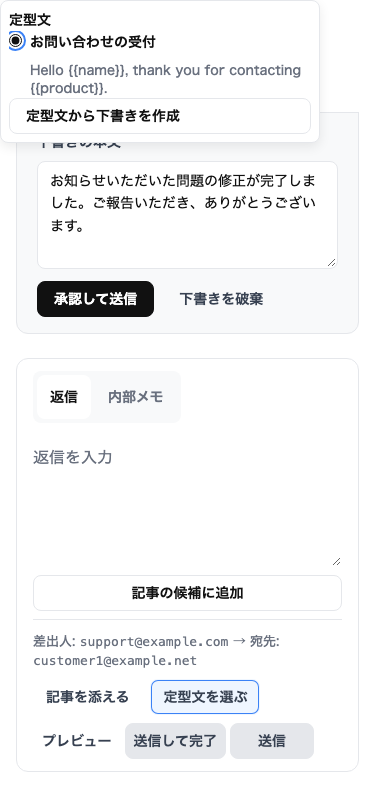 定型文
お問い合わせの受付
Hello {{name}}, thank you for contacting
{{product}}.
定型文から下書きを作成
下書きの本文
お知らせいただいた問題の修正が完了しま
した。ご報告いただき、ありがとうござい
ます。
承認して送信
下書きを破棄
返信
内部メモ
返信を入力
記事の候補に追加
差出人: support@example.com → 宛先:
customer1@example.net
記事を添える
定型文を選ぶ
プレビュー
送信して完了
送信